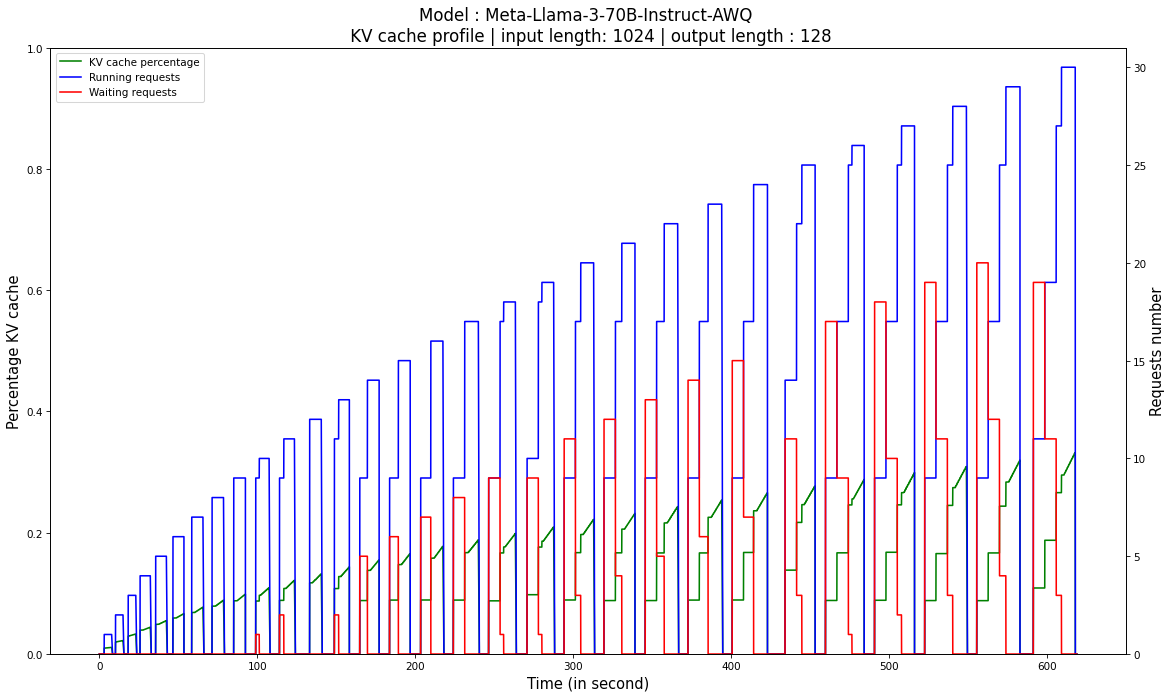 Model : Meta-Llama-3-70B-Instruct-AWQ
KV cache profile | input length: 1024 | output length : 128
KV cache percentage
Running requests
Waiting requests
Percentage KV cache
1.0
0.8
0.6
0.4
0.2
0.0
0 100 200 300 400 500 600
Time (in second)
30
25
20
15
10
5
0
Requests number